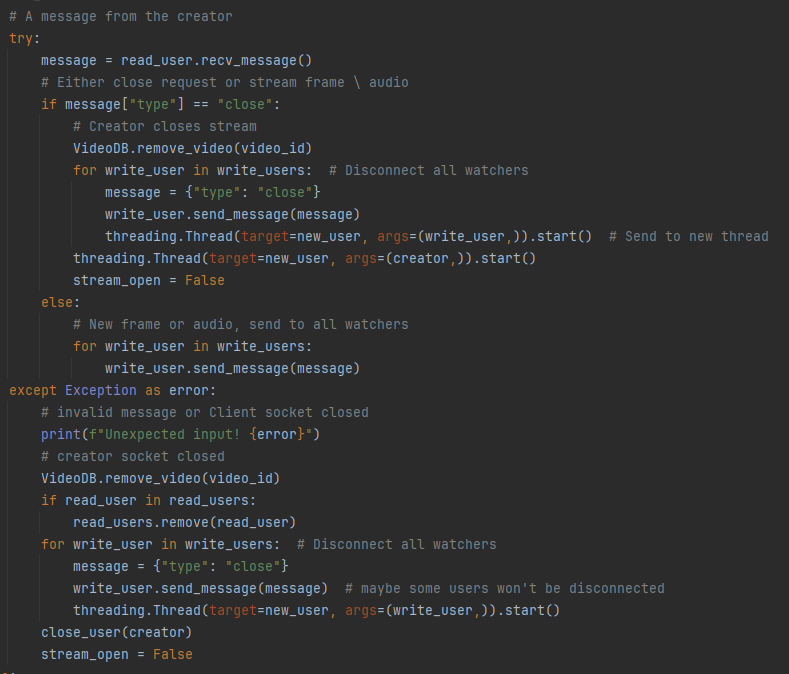 # A message from the creator
try:
    message = read_user.recv_message()
    # Either close request or stream frame \ audio
    if message["type"] == "close":
        # Creator closes stream
        VideoDB.remove_video(video_id)
        for write_user in write_users:  # Disconnect all watchers
            message = {"type": "close"}
            write_user.send_message(message)
            threading.Thread(target=new_user, args=(write_user,)).start()  # Send to new thread
        threading.Thread(target=new_user, args=(creator,)).start()
        stream_open = False
    else:
        # New frame or audio, send to all watchers
        for write_user in write_users:
            write_user.send_message(message)
except Exception as error:
    # invalid message or Client socket closed
    print(f"Unexpected input! {error}")
    # creator socket closed
    VideoDB.remove_video(video_id)
    if read_user in read_users:
        read_users.remove(read_user)
    for write_user in write_users:  # Disconnect all watchers
        message = {"type": "close"}
        write_user.send_message(message)  # maybe some users won't be disconnected
        threading.Thread(target=new_user, args=(write_user,)).start()
    close_user(creator)
    stream_open = False